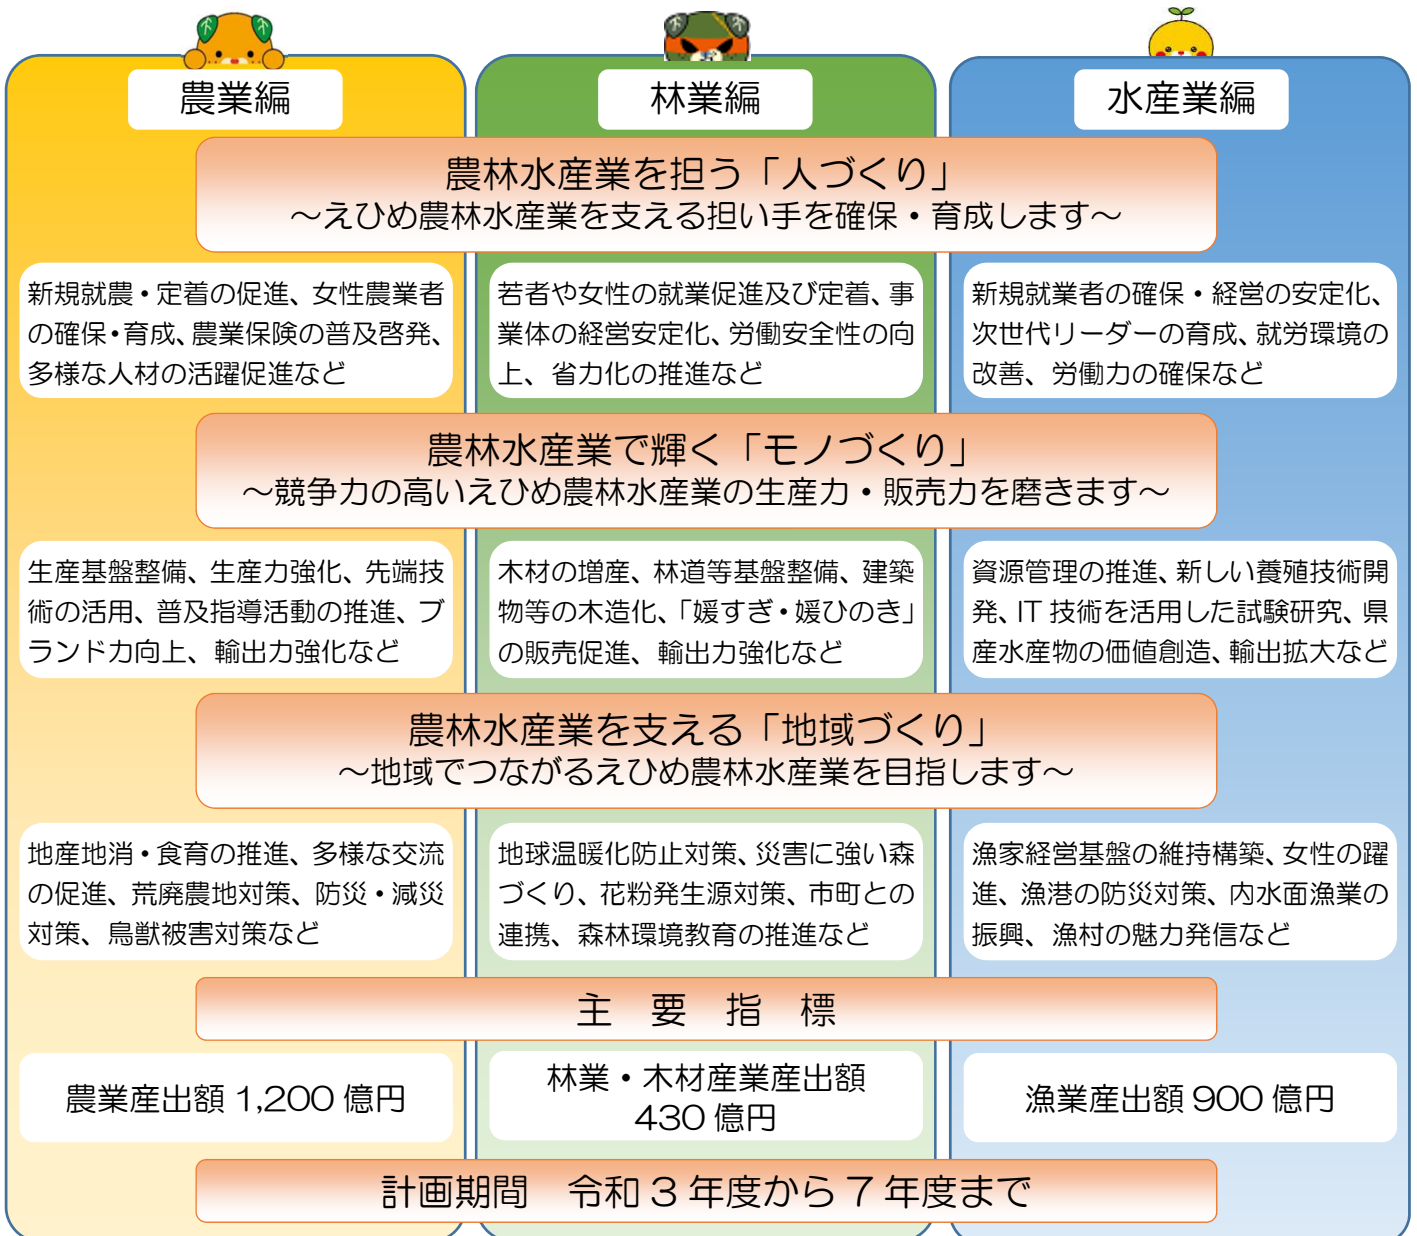 農業編
林業編
水産業編
農林水産業を担う「人づくり」
～えひめ農林水産業を支える担い手を確保・育成します～
新規就農・定着の促進、女性農業者
の確保・育成、農業保険の普及啓発、
多様な人材の活躍促進など
若者や女性の就業促進及び定着、事
業体の経営安定化、労働安全性の向
上、省力化の推進など
新規就業者の確保・経営の安定化、
次世代リーダーの育成、就労環境の
改善、労働力の確保など
農林水産業で輝く「モノづくり」
～競争力の高いえひめ農林水産業の生産力・販売力を磨きます～
生産基盤整備、生産力強化、先端技
術の活用、普及指導活動の推進、ブ
ランド力向上、輸出力強化など
木材の増産、林道等基盤整備、建築
物等の木造化、「媛すぎ・媛ひのき」
の販売促進、輸出力強化など
資源管理の推進、新しい養殖技術開
発、IT 技術を活用した試験研究、県
産水産物の価値創造、輸出拡大など
農林水産業を支える「地域づくり」
～地域でつながるえひめ農林水産業を目指します～
地産地消・食育の推進、多様な交流
の促進、荒廃農地対策、防災・減災
対策、鳥獣被害対策など
地球温暖化防止対策、災害に強い森
づくり、花粉発生源対策、市町との
連携、森林環境教育の推進など
漁家経営基盤の維持構築、女性の躍
進、漁港の防災対策、内水面漁業の
振興、漁村の魅力発信など
主　要　指　標
農業産出額 1,200 億円
林業・木材産業産出額
430 億円
漁業産出額 900 億円
計画期間　令和 3 年度から 7 年度まで